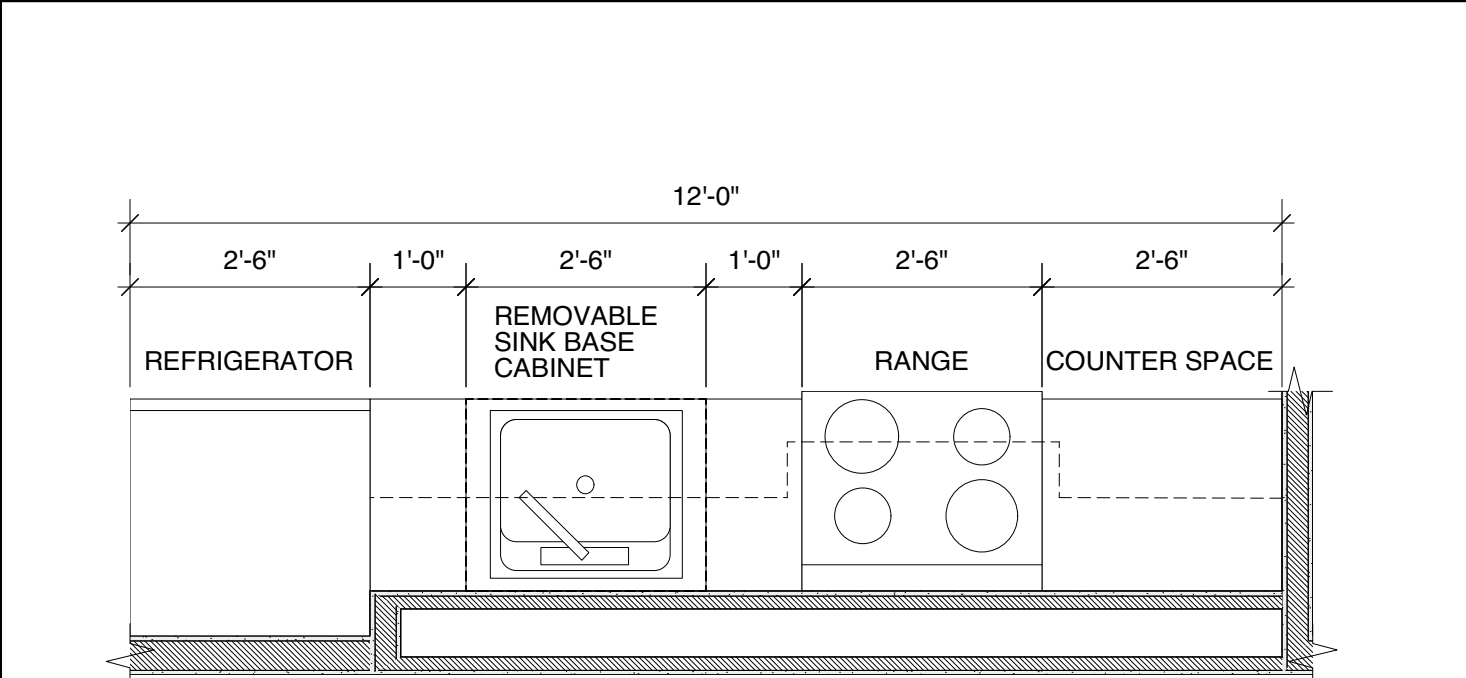 12'-0"
2'-6" 1'-0" 2'-6" 1'-0" 2'-6" 2'-6"
REMOVABLE
SINK BASE
CABINET
REFRIGERATOR
RANGE
COUNTER SPACE